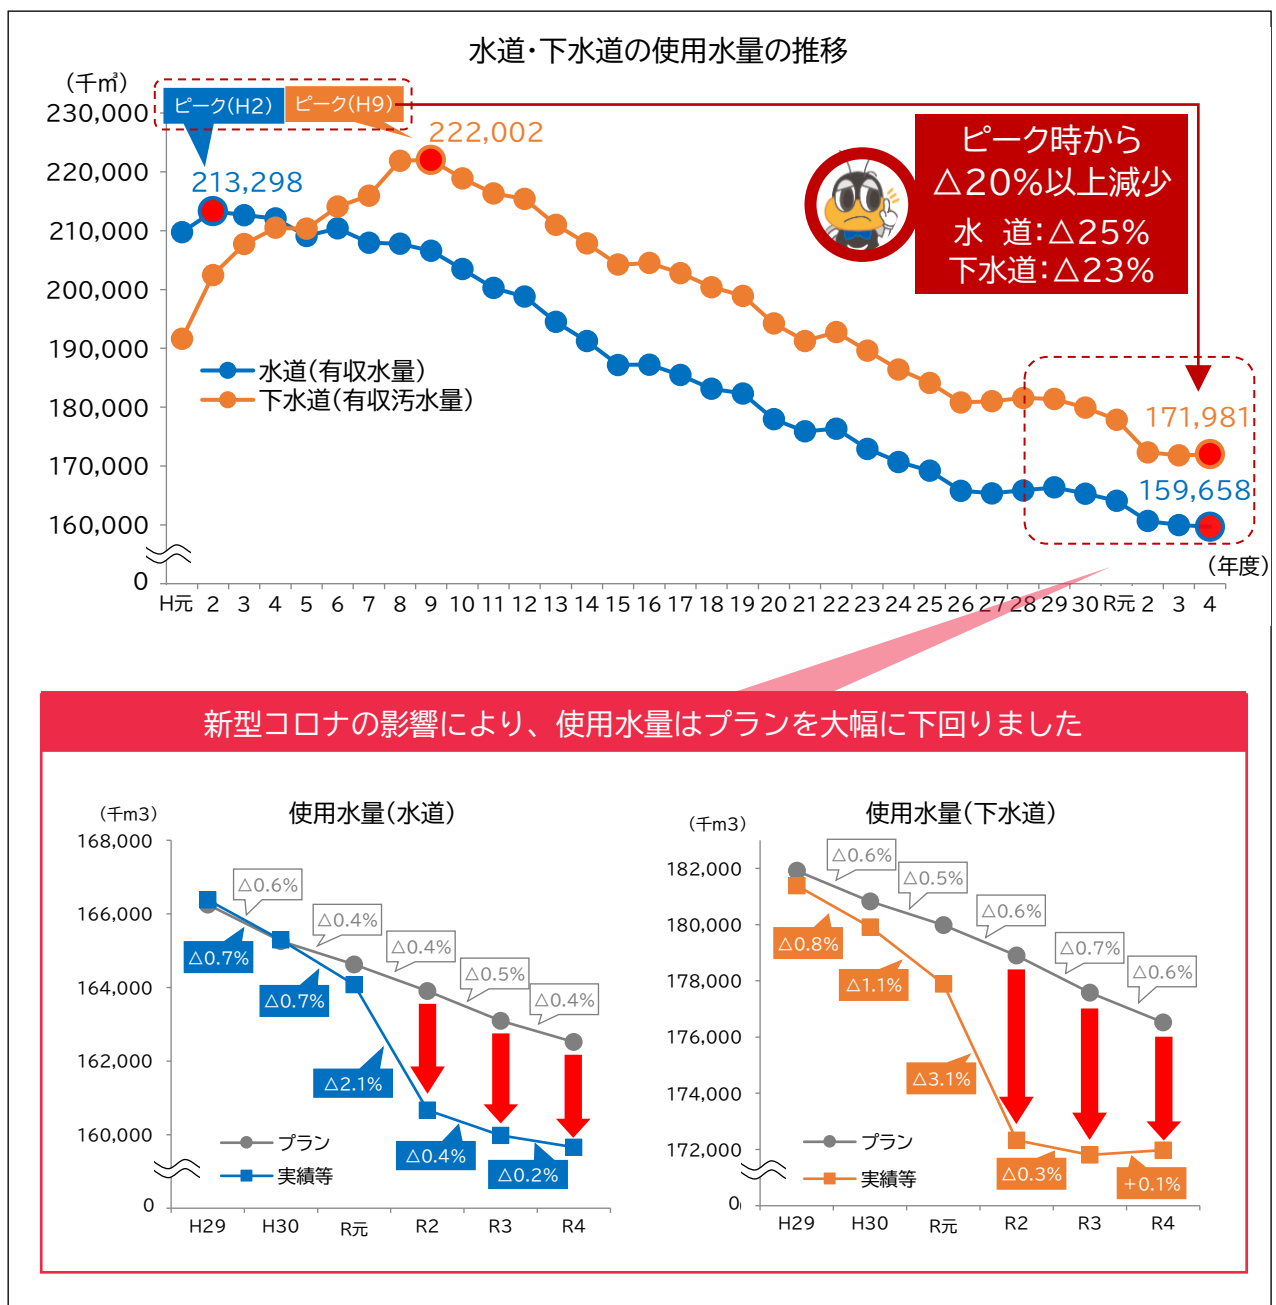 水道・下水道の使用水量の推移
(千㎥)
ピーク(H2) ピーク(H9)
230,000
220,000
210,000
200,000
190,000
180,000
170,000
160,000
0
213,298
222,002
ピーク時から
△20%以上減少
水 道：△25%
下水道：△23%
水道(有収水量)
下水道(有収汚水量)
171,981
159,658
(年度)
H元 2 3 4 5 6 7 8 9 10 11 12 13 14 15 16 17 18 19 20 21 22 23 24 25 26 27 28 29 30 R元 2 3 4
新型コロナの影響により、使用水量はプランを大幅に下回りました
使用水量(水道)
(千m3)
168,000
166,000
164,000
162,000
160,000
0
△0.6%
△0.4%
△0.4%
△0.5%
△0.4%
△0.7%
△0.7%
△2.1%
△0.4%
△0.2%
プラン
実績等
H29 H30 R元 R2 R3 R4
使用水量(下水道)
(千m3)
182,000
180,000
178,000
176,000
174,000
172,000
0
△0.6%
△0.5%
△0.6%
△0.7%
△0.6%
△0.8%
△1.1%
△3.1%
△0.3%
+0.1%
プラン
実績等
H29 H30 R元 R2 R3 R4